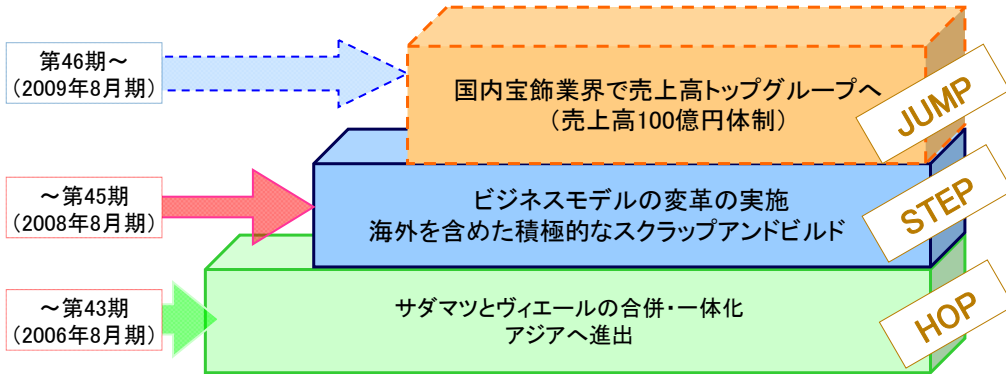 第46期～
（2009年8月期）
国内宝飾業界で売上高トップグループへ
（売上高100億円体制）
JUMP
～第45期
（2008年8月期）
ビジネスモデルの変革の実施
海外を含めた積極的なスクラップアンドビルド
STEP
～第43期
（2006年8月期）
サダマツとヴィエールの合併・一体化
アジアへ進出
HOP